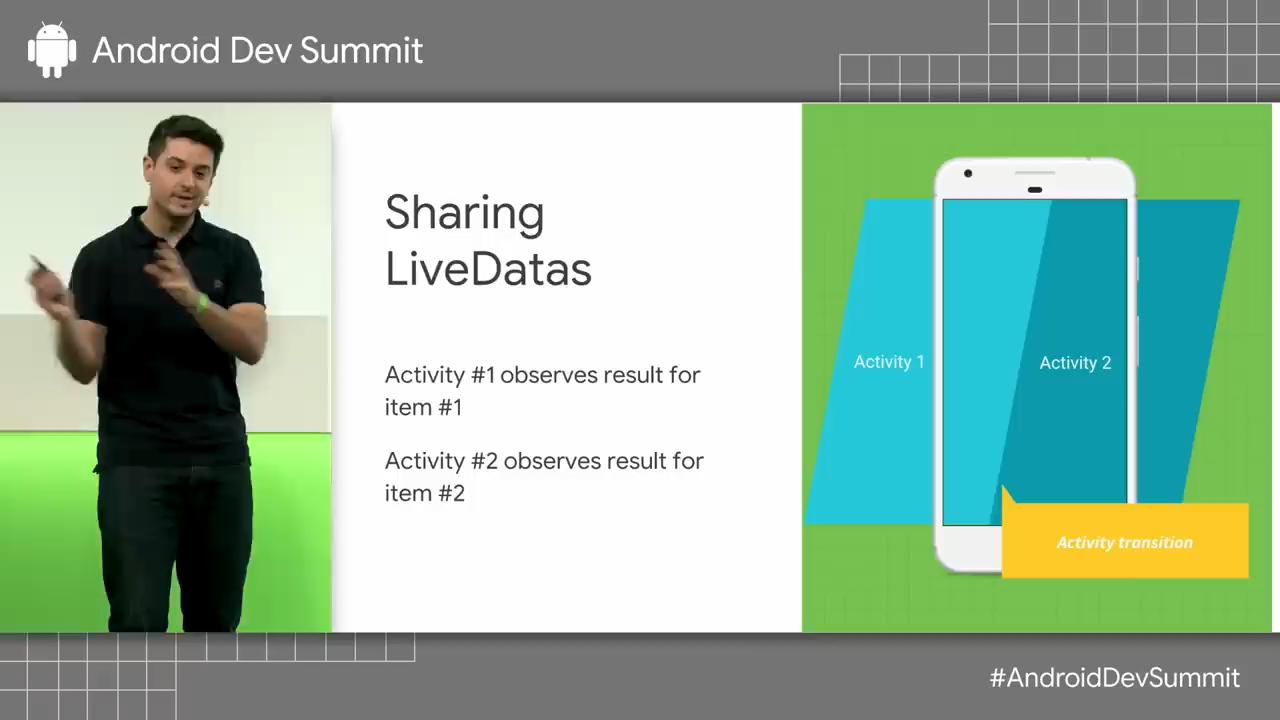 Android Dev Summit
Sharing
LiveDatas
Activity #1 observes result for
item #1
Activity #2 observes result for
item #2
Activity 1
Activity 2
Activity transition
#AndroidDevSummit